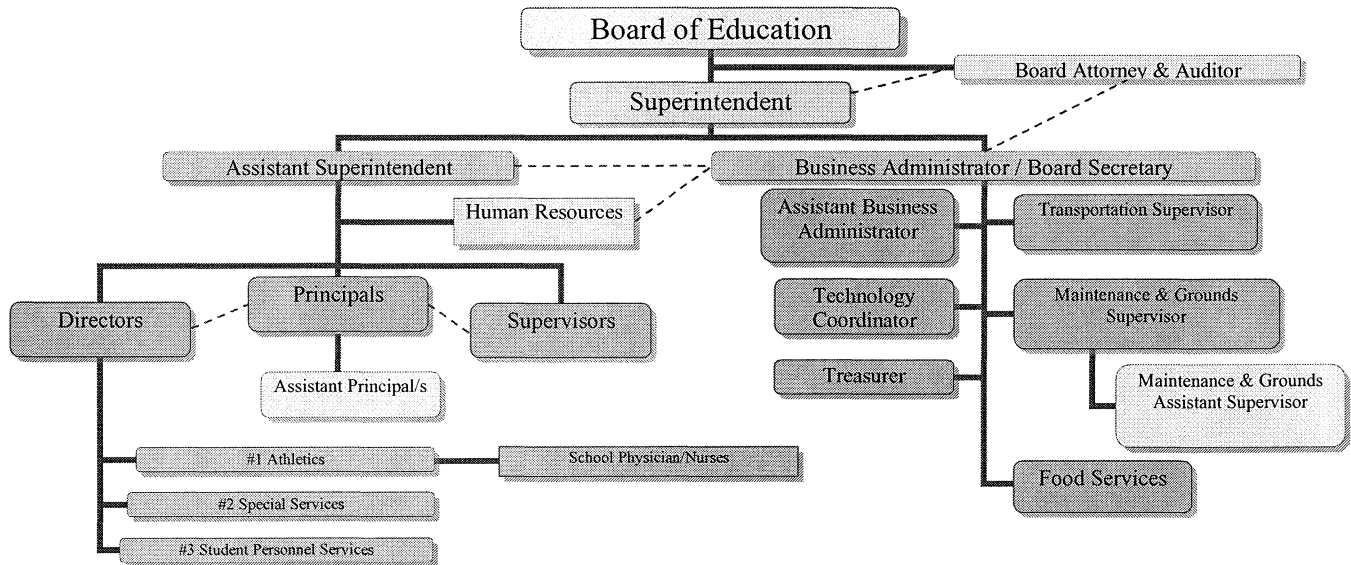 Board of Education
Board Attorney & Auditor
Superintendent
Assistant Superintendent
Business Administrator / Board Secretary
Human Resources
Assistant Business
Administrator
Transportation Supervisor
Directors
Principals
Supervisors
Technology
Coordinator
Maintenance & Grounds
Supervisor
Assistant Principal/s
Treasurer
Maintenance & Grounds
Assistant Supervisor
#1 Athletics
School Physician/Nurses
Food Services
#2 Special Services
#3 Student Personnel Services